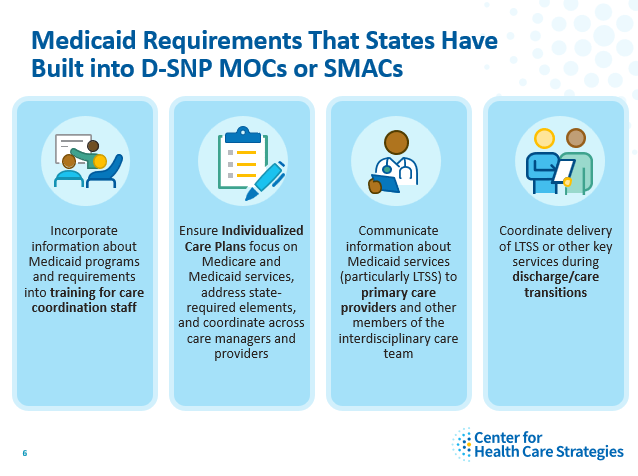 Medicaid Requirements That States Have
Built into D-SNP MOCs or SMACs
Incorporate
information about
Medicaid programs
and requirements
into training for care
coordination staff
Ensure Individualized
Care Plans focus on
Medicare and
Medicaid services,
address state-
required elements,
and coordinate across
care managers and
providers
Communicate
information about
Medicaid services
(particularly LTSS) to
primary care
providers and other
members of the
interdisciplinary care
team
Coordinate delivery
of LTSS or other key
services during
discharge/care
transitions
6
Center for
Health Care Strategies